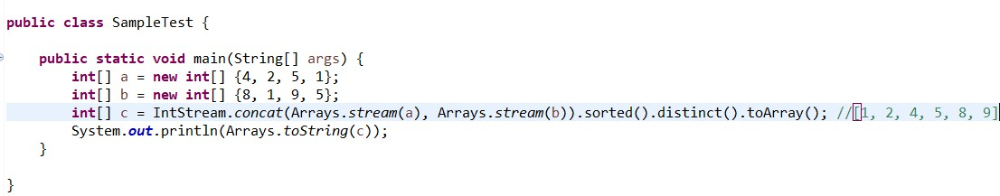 public class SampleTest {
public static void main(String[] args) {
int[] a = new int[] {4, 2, 5, 1};
int[] b = new int[] {8, 1, 9, 5};
int[] c = IntStream.concat(Arrays.stream(a), Arrays.stream(b)).sorted().distinct().toArray(); //[1, 2, 4, 5, 8, 9]
System.out.println(Arrays.toString(c));
}
}